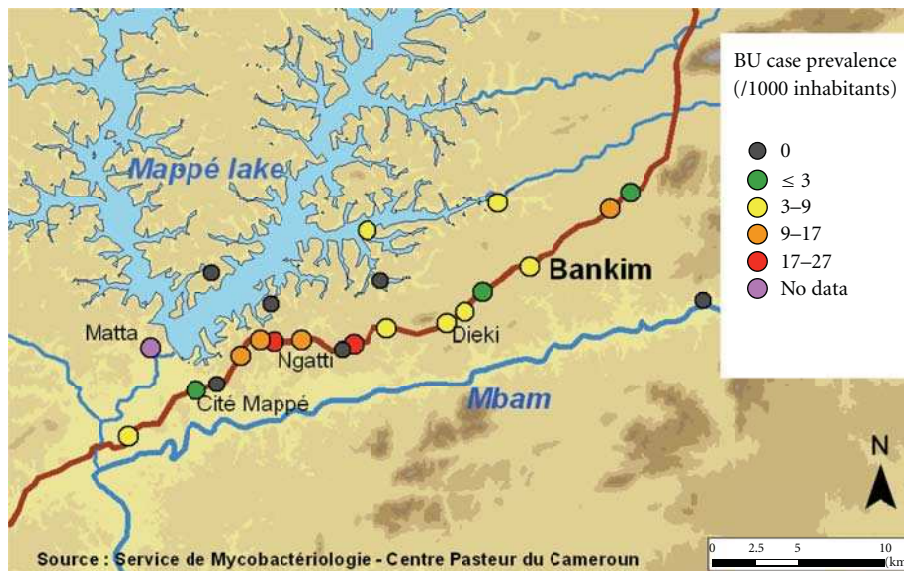 BU case prevalence
(/1000 inhabitants)
0
≤ 3
3–9
9–17
17–27
No data
Mappé lake
Bankim
Matta
Ngatti
Dieki
Cité Mappé
Mbam
N
Source : Service de Mycobactériologie - Centre Pasteur du Cameroun
0 2.5 5 10
(km